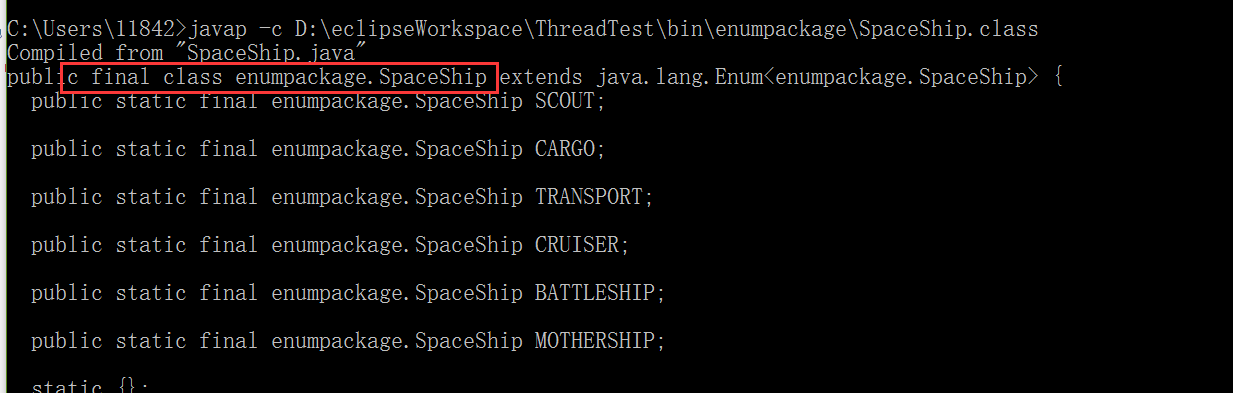 C:\Users\11842>javap -c D:\eclipseWorkspace\ThreadTest\bin\enumpackage\SpaceShip.class
Compiled from "SpaceShip.java"
public final class enumpackage.SpaceShip extends java.lang.Enum<enumpackage.SpaceShip> {
public static final enumpackage.SpaceShip SCOUT;
public static final enumpackage.SpaceShip CARGO;
public static final enumpackage.SpaceShip TRANSPORT;
public static final enumpackage.SpaceShip CRUISER;
public static final enumpackage.SpaceShip BATTLESHIP;
public static final enumpackage.SpaceShip MOTHERSHIP;
static {};